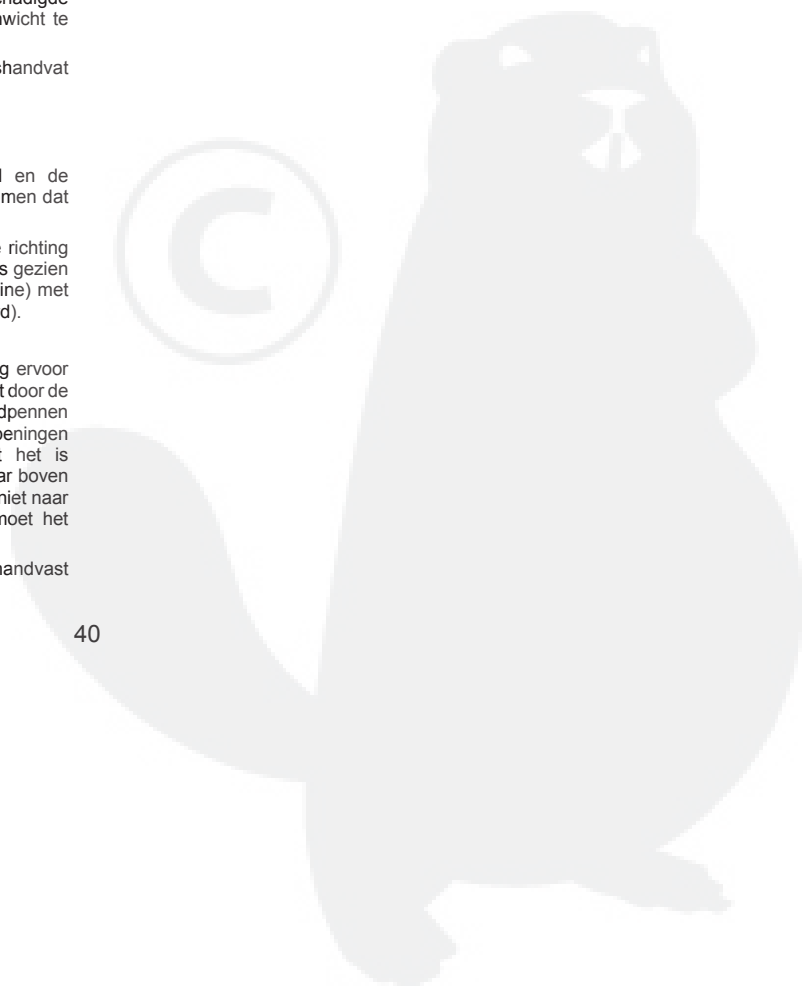 wicht te
shandvat
en de
men dat
richting
s gezien
ine) met
d).
g ervoor
t door de
dpennen
peningen
t het is
ar boven
niet naar
moet het
handvast
40
©